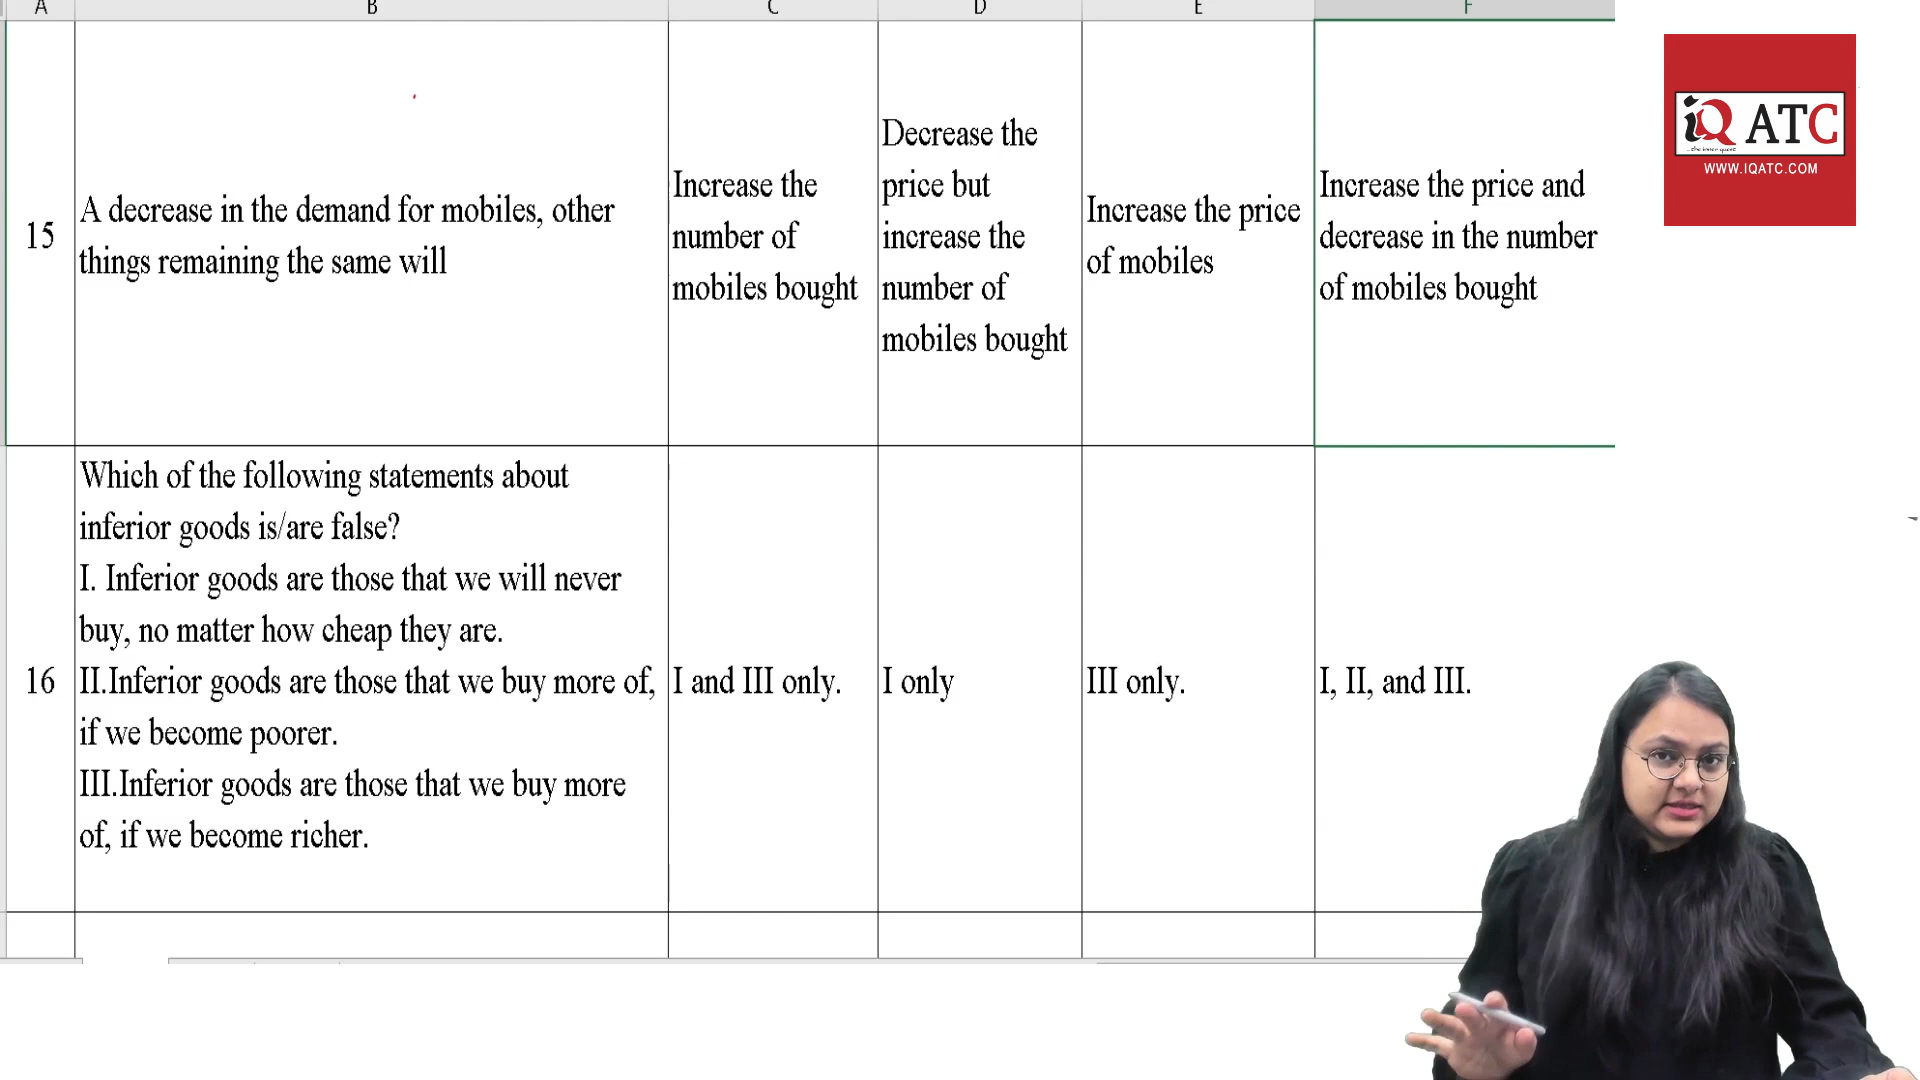 A B C D E F
15
A decrease in the demand for mobiles, other
things remaining the same will
Increase the
number of
mobiles bought
Decrease the
price but
increase the
number of
mobiles bought
Increase the price
of mobiles
Increase the price and
decrease in the number
of mobiles bought
16
Which of the following statements about
inferior goods is/are false?
I. Inferior goods are those that we will never
buy, no matter how cheap they are.
II.Inferior goods are those that we buy more of,
if we become poorer.
III.Inferior goods are those that we buy more
of, if we become richer.
I and III only.
I only
III only.
I, II, and III.
iQ ATC
...the inner quest
WWW.IQATC.COM